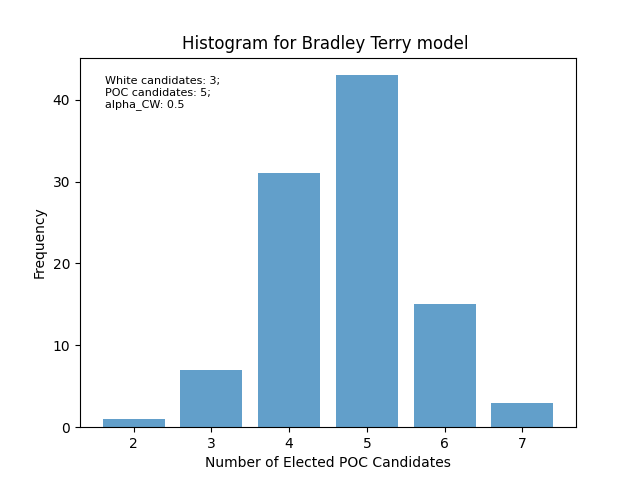 Histogram for Bradley Terry model
White candidates: 3;
POC candidates: 5;
alpha_CW: 0.5
40
30
20
10
0
Frequency
2 3 4 5 6 7
Number of Elected POC Candidates